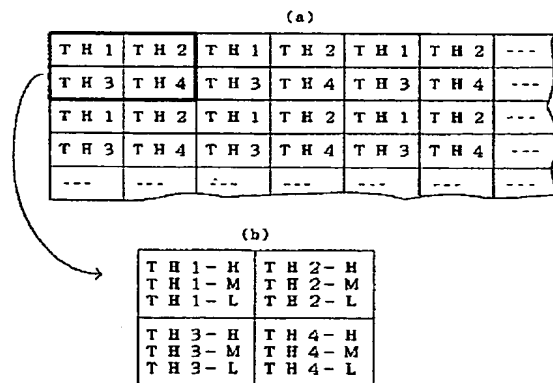 (a)
TH1 TH2 TH1 TH2 TH1 TH2 ---
TH3 TH4 TH3 TH4 TH3 TH4 ---
TH1 TH2 TH1 TH2 TH1 TH2 ---
TH3 TH4 TH3 TH4 TH3 TH4 ---
--- --- --- --- --- --- ---
(b)
TH1-H TH2-H
TH1-M TH2-M
TH1-L TH2-L
TH3-H TH4-H
TH3-M TH4-M
TH3-L TH4-L